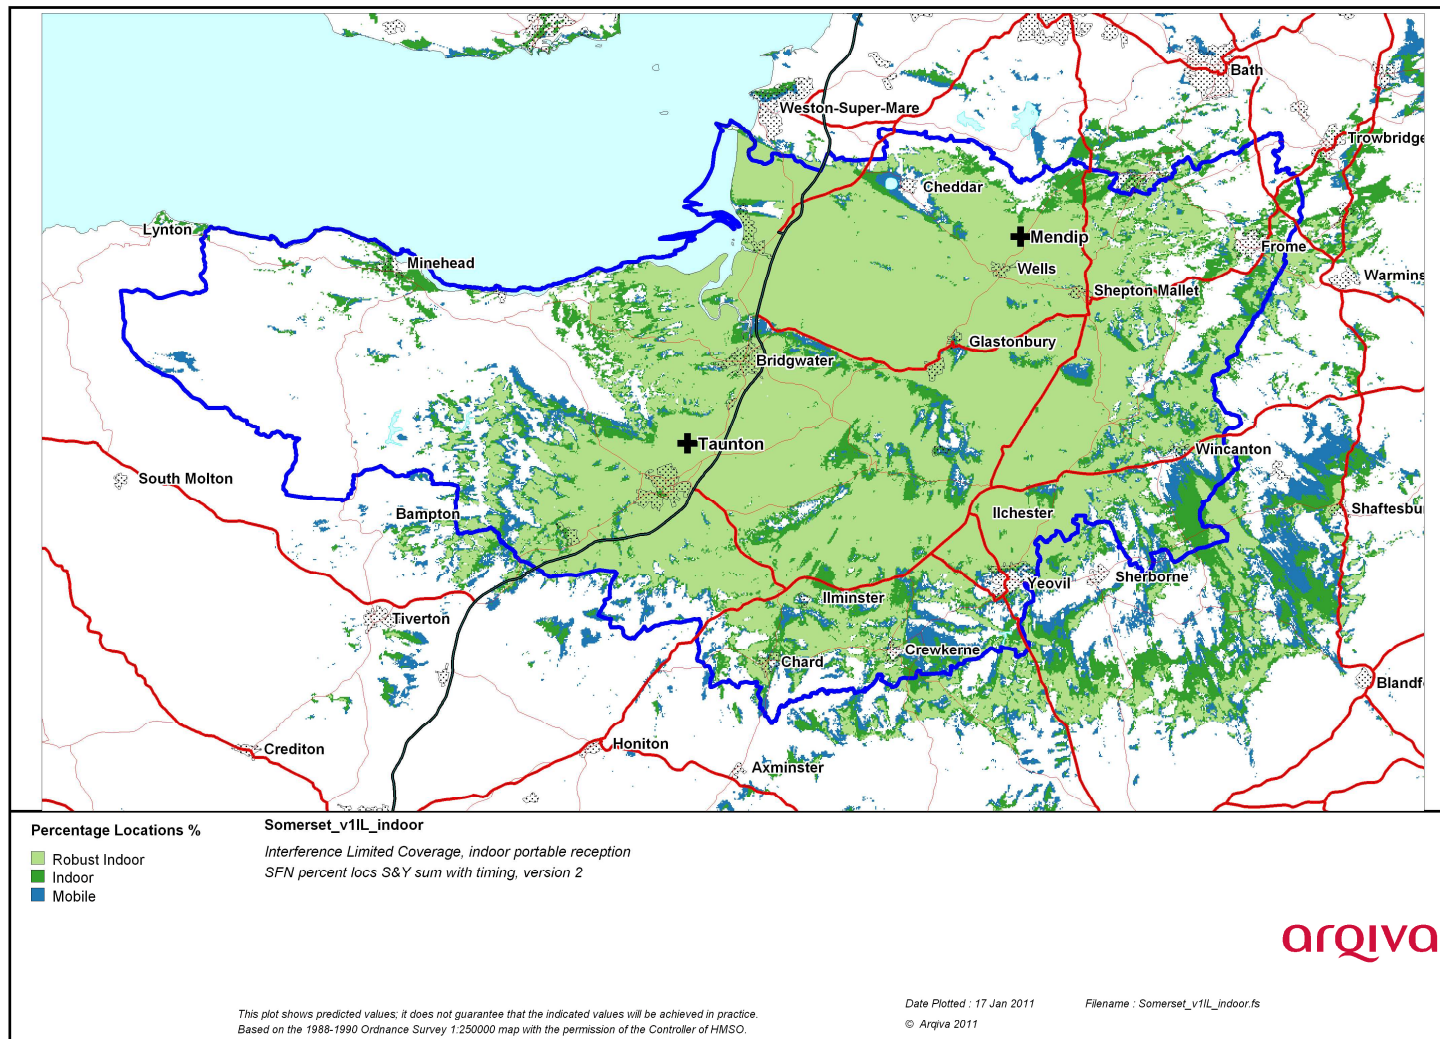 Bath
Weston-Super-Mare
Trowbridge
Cheddar
Lynton
Mendip
Frome
Minehead
Wells
Warmins
Shepton Mallet
Glastonbury
Bridgwater
Taunton
Wincanton
South Molton
Bampton
Ilchester
Shaftesbu
Sherborne
Yeovil
Ilminster
Tiverton
Crewkerne
Chard
Blandf
Honiton
Crediton
Axminster
Percentage Locations %
Robust Indoor
Indoor
Mobile
Somerset_v1IL_indoor
Interference Limited Coverage, indoor portable reception
SFN percent locs S&Y sum with timing, version 2
arqiva
This plot shows predicted values; it does not guarantee that the indicated values will be achieved in practice.
Based on the 1988-1990 Ordnance Survey 1:250000 map with the permission of the Controller of HMSO.
Date Plotted : 17 Jan 2011
Filename : Somerset_v1IL_indoor.fs
© Arqiva 2011